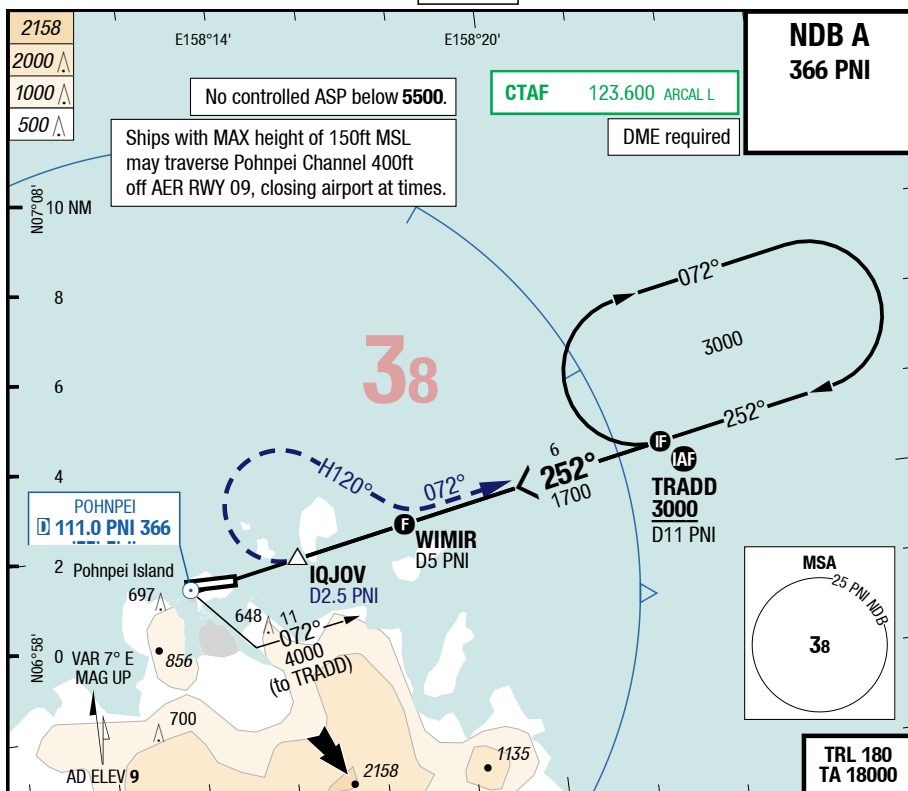 2158
2000
1000
500
E158°14'
E158°20'
NDB A
366 PNI
No controlled ASP below 5500.
CTAF 123.600 ARCAL L
DME required
Ships with MAX height of 150ft MSL
may traverse Pohnpei Channel 400ft
off AER RWY 09, closing airport at times.
N07°08'
10 NM
8
6
4
2
0
N06°58'
38
072°
3000
252°
6
252°
1700
IF
IAF
TRADD
3000
D11 PNI
H120°
072°
F
WIMIR
D5 PNI
IQJOV
D2.5 PNI
POHNPEI
D 111.0 PNI 366
Pohnpei Island
697
648
11
072°
4000
(to TRADD)
856
VAR 7° E
MAG UP
700
AD ELEV 9
2158
1135
MSA
25 PNI NDB
38
TRL 180
TA 18000